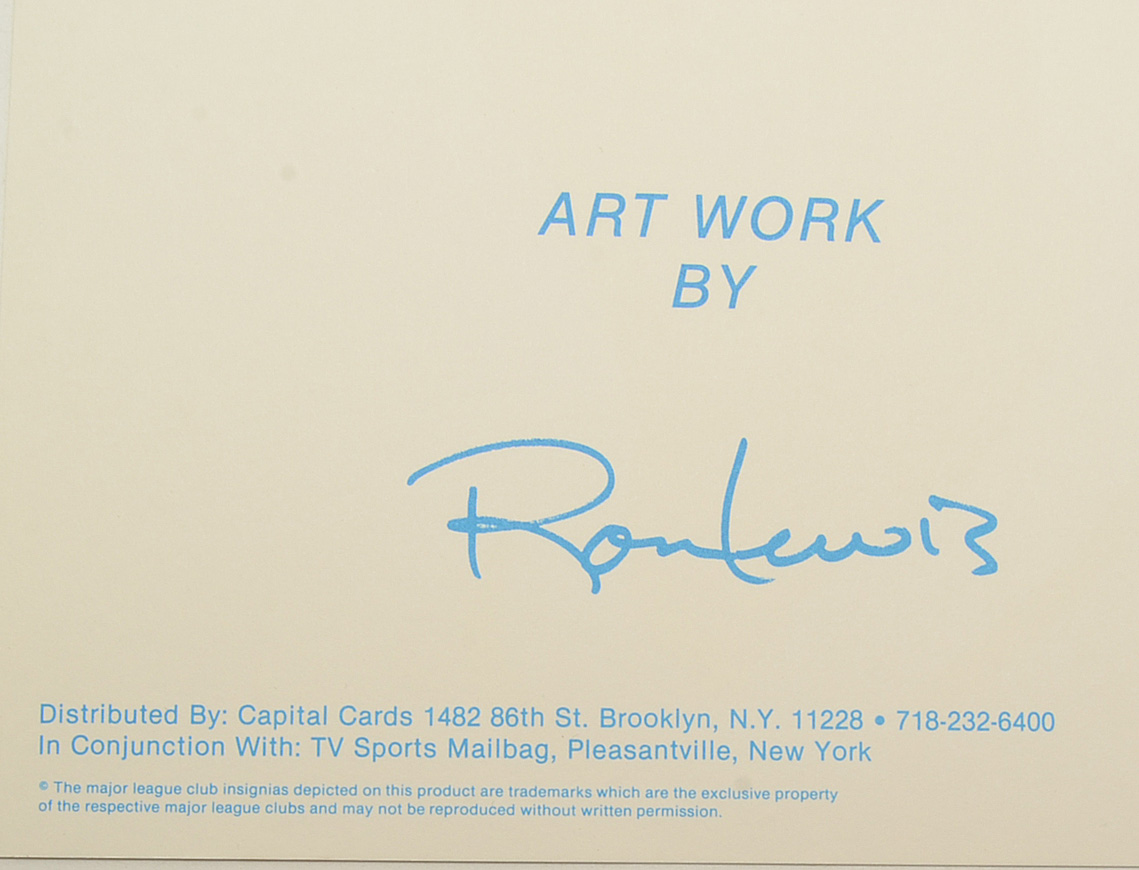 ART WORK
BY
Ron Lewis
Distributed By: Capital Cards 1482 86th St. Brooklyn, N.Y. 11228 • 718-232-6400
In Conjunction With: TV Sports Mailbag, Pleasantville, New York
© The major league club insignias depicted on this product are trademarks which are the exclusive property
of the respective major league clubs and may not be reproduced without written permission.